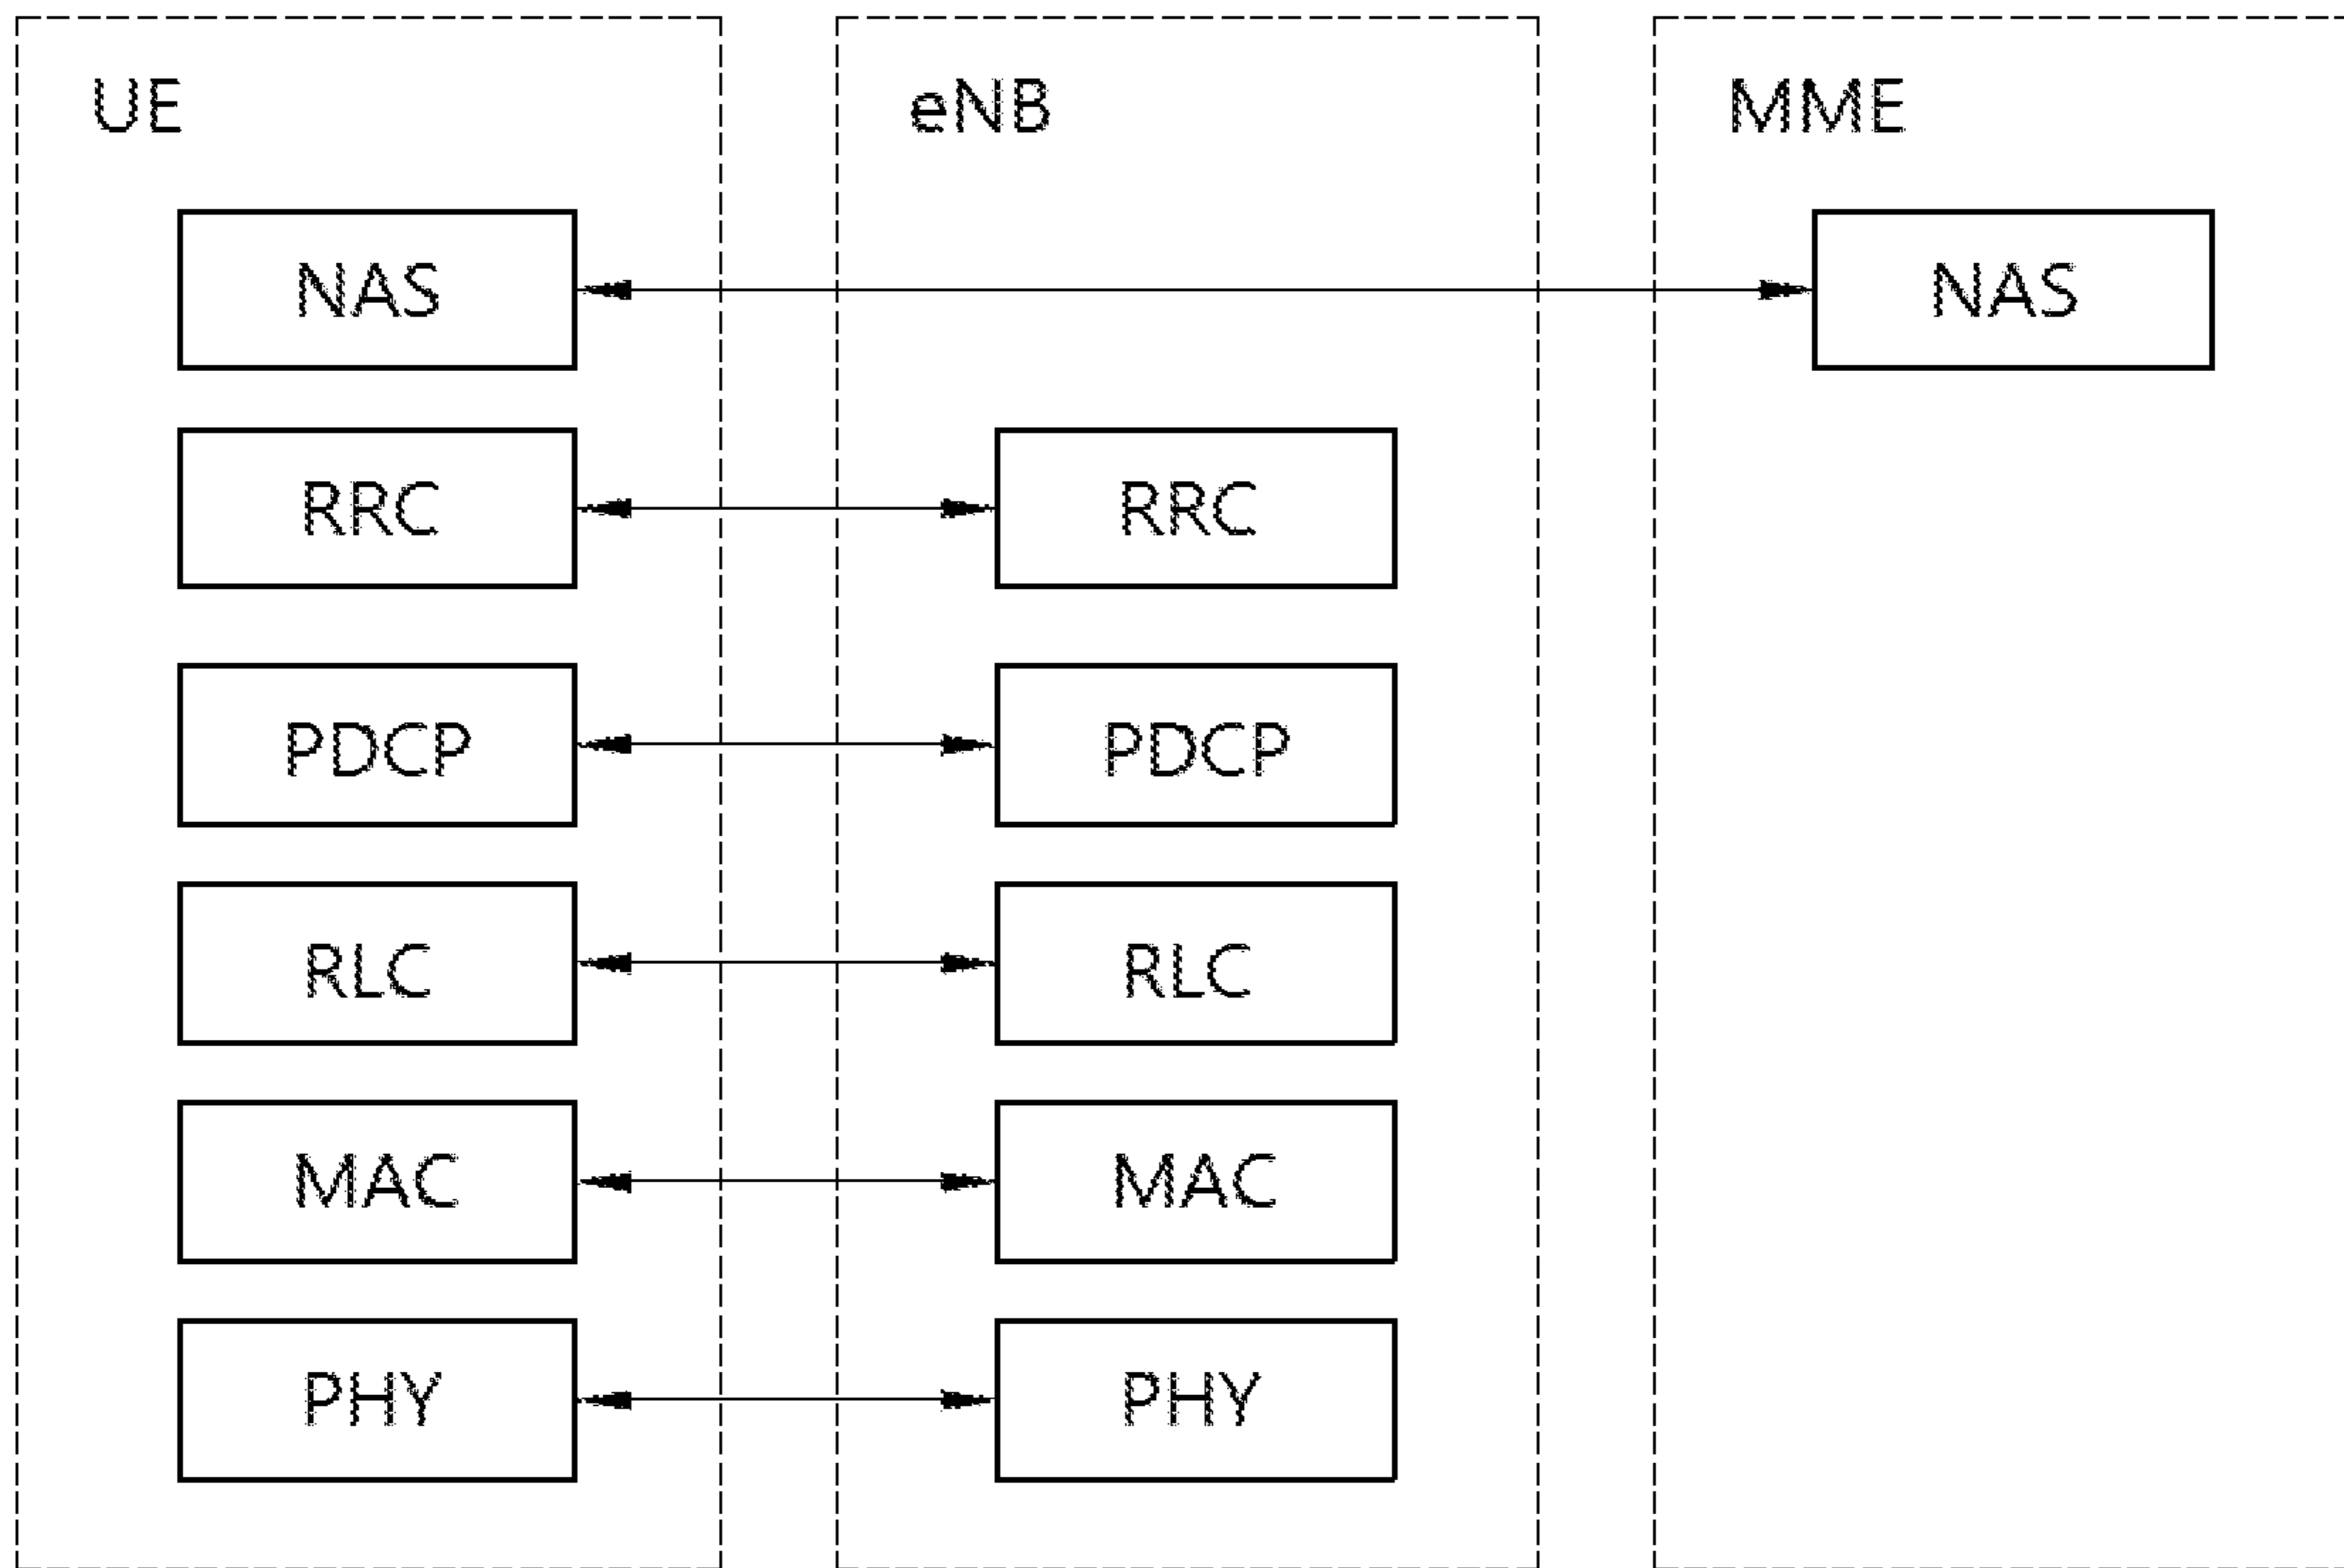 UE
eNB
MME
NAS
NAS
RRC
RRC
PDCP
PDCP
RLC
RLC
MAC
MAC
PHY
PHY